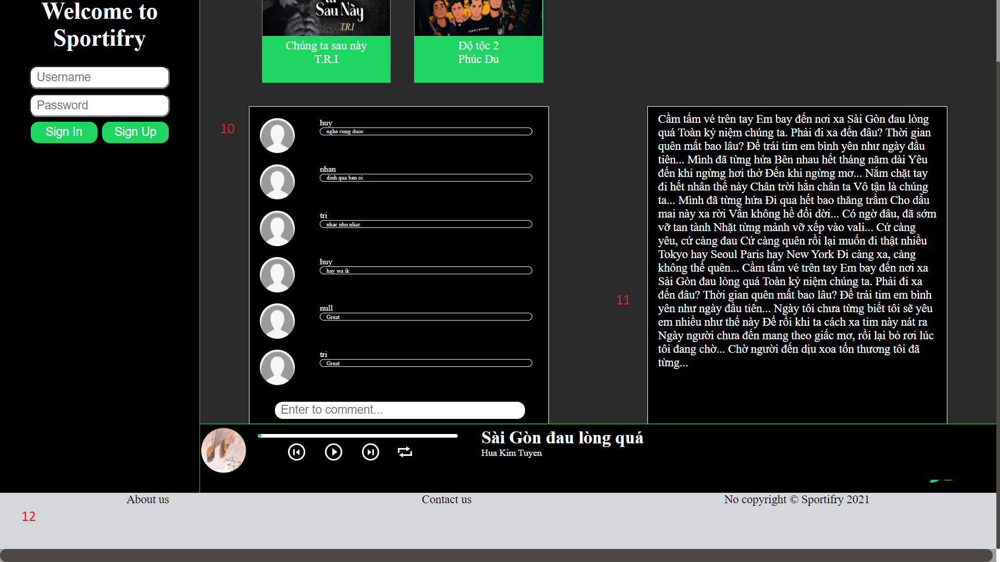 Welcome to
Sportifry
Username
Password
Sign In
Sign Up
Sau Này
T.R.I
Chúng ta sau này
T.R.I
Độ tộc 2
Phúc Du
10
huy
nghe cung duoc
nhan
dinh qua ban oi
tri
nhac nhu nhac
huy
hay wa ik
null
Great
tri
Great
Enter to comment...
11
Cầm tấm vé trên tay Em bay đến nơi xa Sài Gòn đau lòng
quá Toàn kỷ niệm chúng ta. Phải đi xa đến đâu? Thời gian
quên mất bao lâu? Để trái tim em bình yên như ngày đầu
tiên... Mình đã từng hứa Bên nhau hết tháng năm dài Yêu
đến khi ngừng hơi thở Đến khi ngừng mơ... Nắm chặt tay
đi hết nhân thế này Chân trời hằn chân ta Vô tận là chúng
ta... Mình đã từng hứa Đi qua hết bao thăng trầm Cho dẫu
mai này xa rời Vẫn không hề đổi dời... Có ngờ đâu, đã sớm
vỡ tan tành Nhặt từng mảnh vỡ xếp vào vali... Cứ càng
yêu, cứ càng đau Cứ càng quên rồi lại muốn đi thật nhiều
Tokyo hay Seoul Paris hay New York Đi càng xa, càng
không thể quên... Cầm tấm vé trên tay Em bay đến nơi xa
Sài Gòn đau lòng quá Toàn kỷ niệm chúng ta. Phải đi xa
đến đâu? Thời gian quên mất bao lâu? Để trái tim em bình
yên như ngày đầu tiên... Ngày tôi chưa từng biết tôi sẽ yêu
em nhiều như thế này Để rồi khi ta cách xa tim này nát ra
Ngày người chưa đến mang theo giấc mơ, rồi lại bỏ rơi lúc
tôi đang chờ... Chờ người đến dịu xoa tổn thương tôi đã
từng...
Sài Gòn đau lòng quá
Hua Kim Tuyen
About us
Contact us
No copyright © Sportifry 2021
12